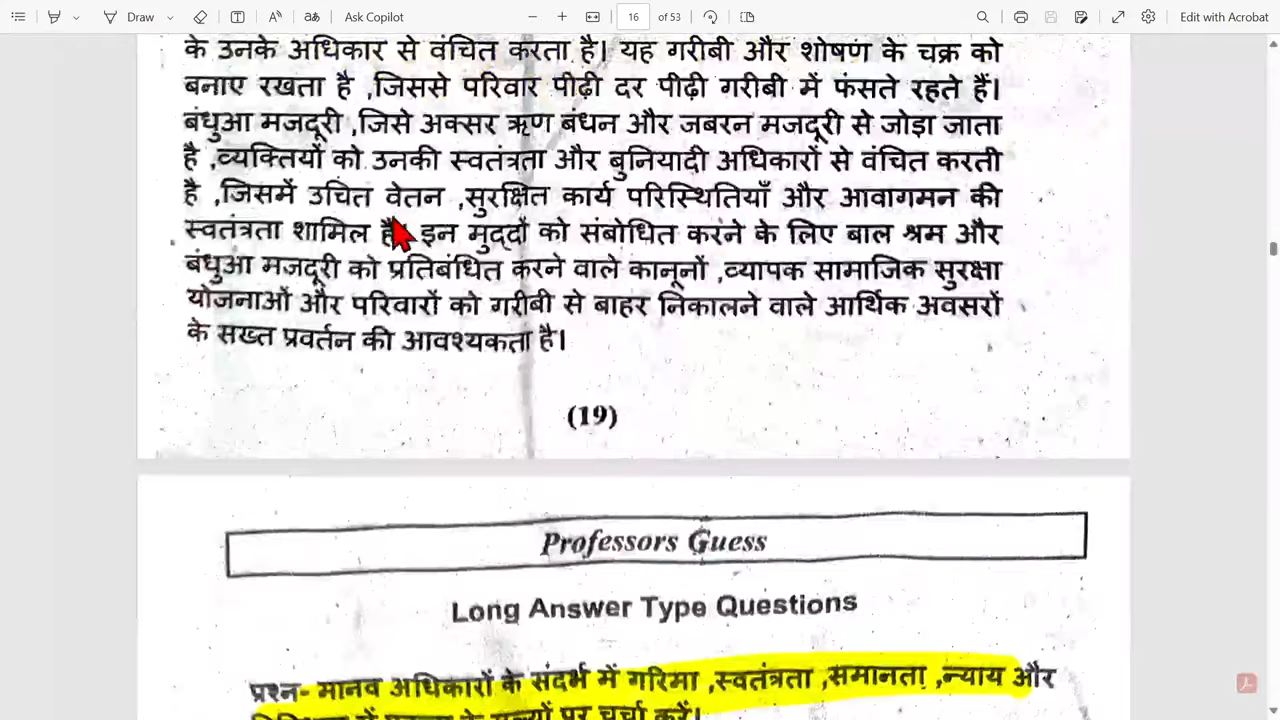 Draw
Ask Copilot
16 of 53
Edit with Acrobat
के उनके अधिकार से वंचित करता है। यह गरीबी और शोषण के चक्र को
बनाए रखता है ,जिससे परिवार पीढ़ी दर पीढ़ी गरीबी में फंसते रहते हैं।
बंधुआ मजदूरी ,जिसे अक्सर ऋण बंधन और जबरन मजदूरी से जोड़ा जाता
है ,व्यक्तियों को उनकी स्वतंत्रता और बुनियादी अधिकारों से वंचित करती
है ,जिसमें उचित वेतन ,सुरक्षित कार्य परिस्थितियाँ और आवागमन की
स्वतंत्रता शामिल है इन मुद्दों को संबोधित करने के लिए बाल श्रम और
बंधुआ मजदूरी को प्रतिबंधित करने वाले कानूनों ,व्यापक सामाजिक सुरक्षा
योजनाओं और परिवारों को गरीबी से बाहर निकालने वाले आर्थिक अवसरों
के सख्त प्रवर्तन की आवश्यकता है।
(19)
Professors Guess
Long Answer Type Questions
प्रश्न- मानव अधिकारों के संदर्भ में गरिमा ,स्वतंत्रता ,समानता ,न्याय और
के मूल्यों पर चर्चा करें।